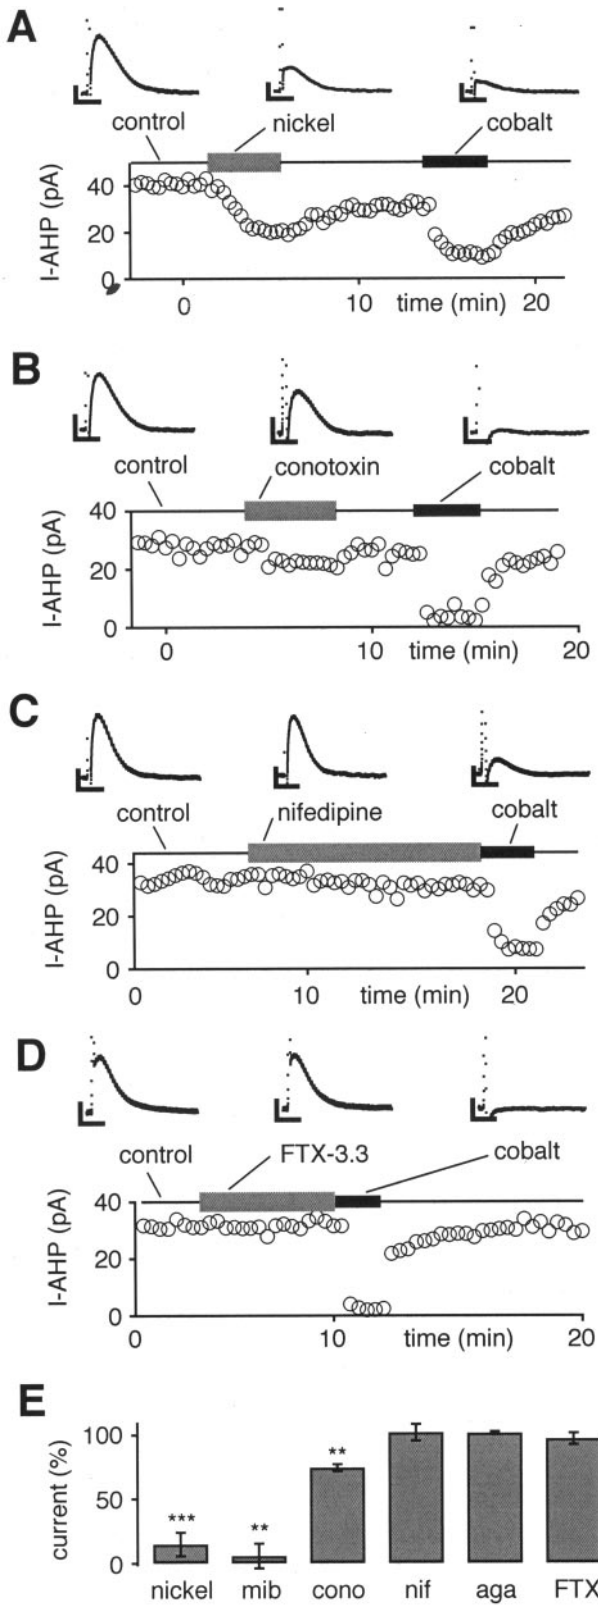 A
control
nickel
cobalt
I-AHP (pA)
40
20
0
0 10 time (min) 20
B
control
conotoxin
cobalt
I-AHP (pA)
40
20
0
0 10 time (min) 20
C
control
nifedipine
cobalt
I-AHP (pA)
40
20
0
0 10 time (min) 20
D
control
FTX-3.3
cobalt
I-AHP (pA)
40
20
0
0 10 time (min) 20
E
current (%)
100
50
0
***
**
**
nickel mib cono nif aga FTX